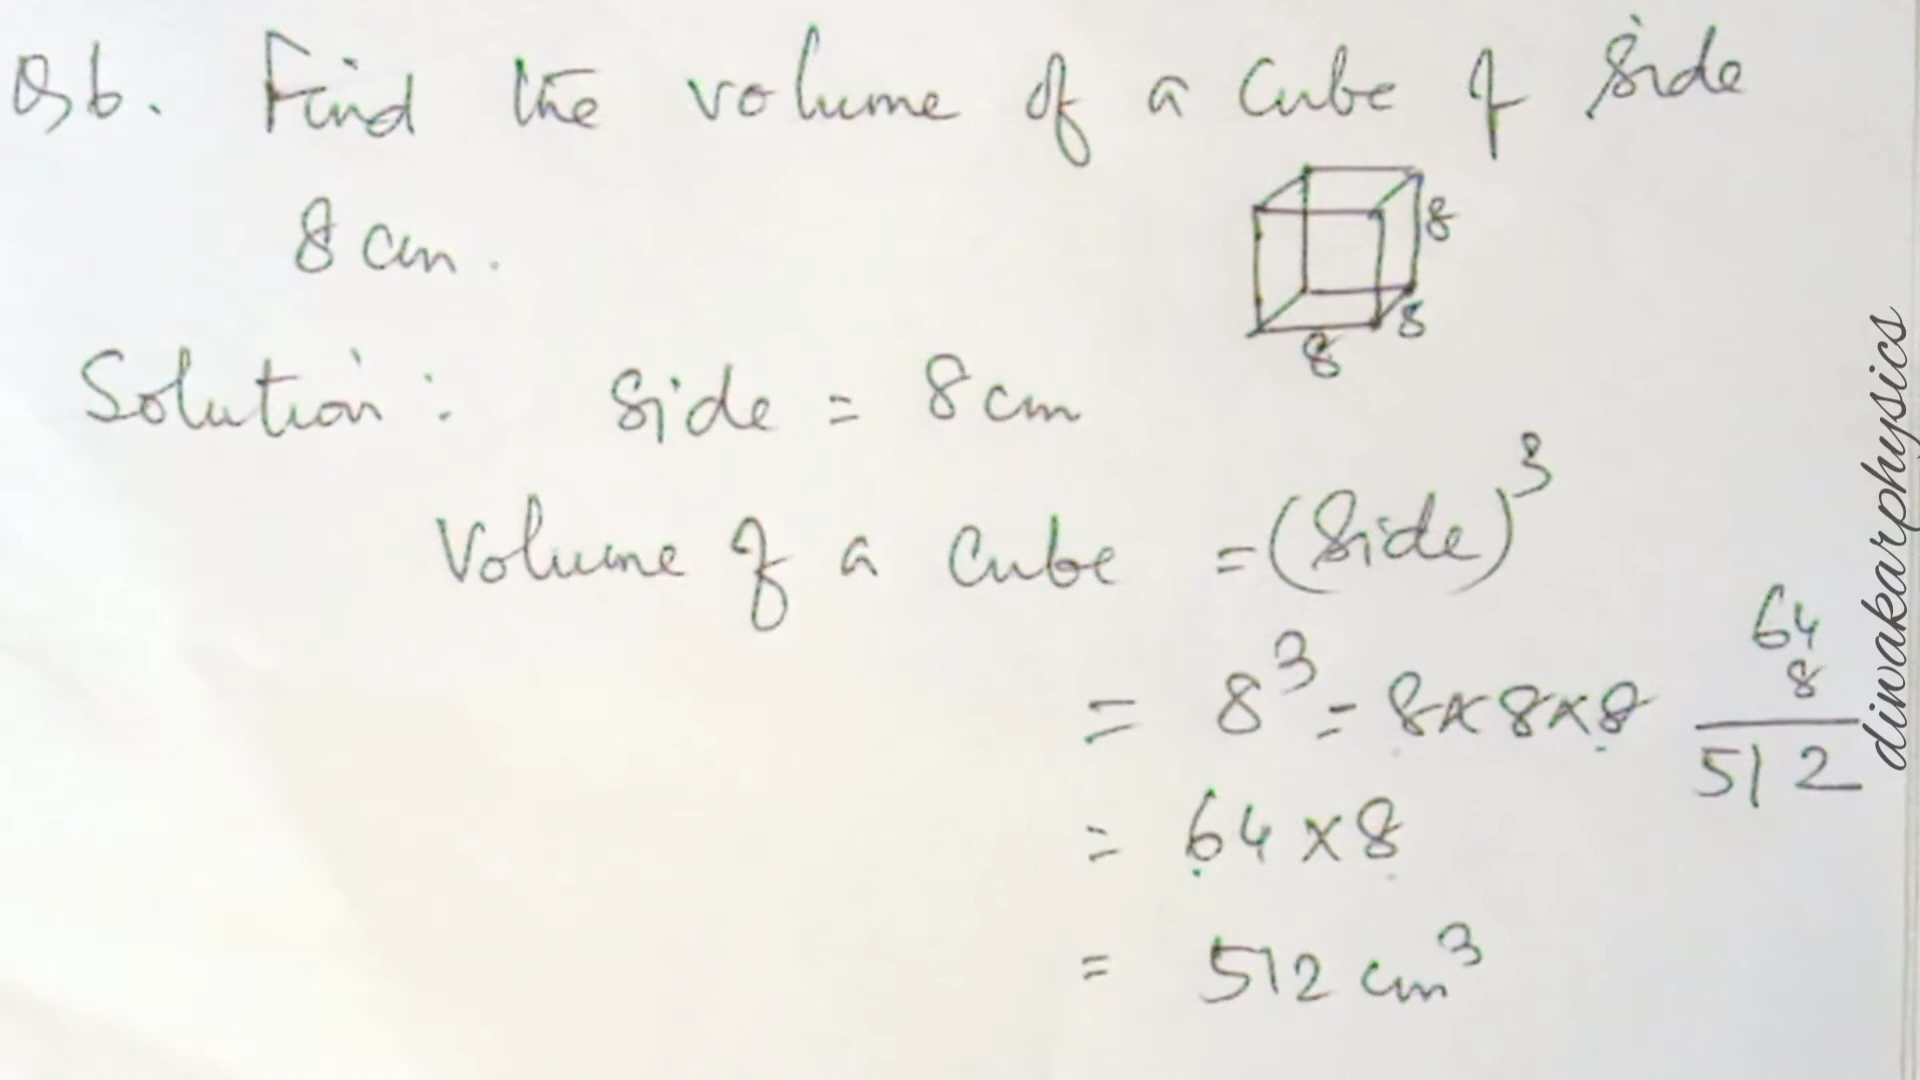 Q6. Find the volume of a Cube of side
8 cm.
8
8
8
Solution : Side = 8 cm
Volume of a Cube = (Side)³
= 8³ = 8×8×8
64
8
512
= 64 × 8
= 512 cm³
diwakarphysics